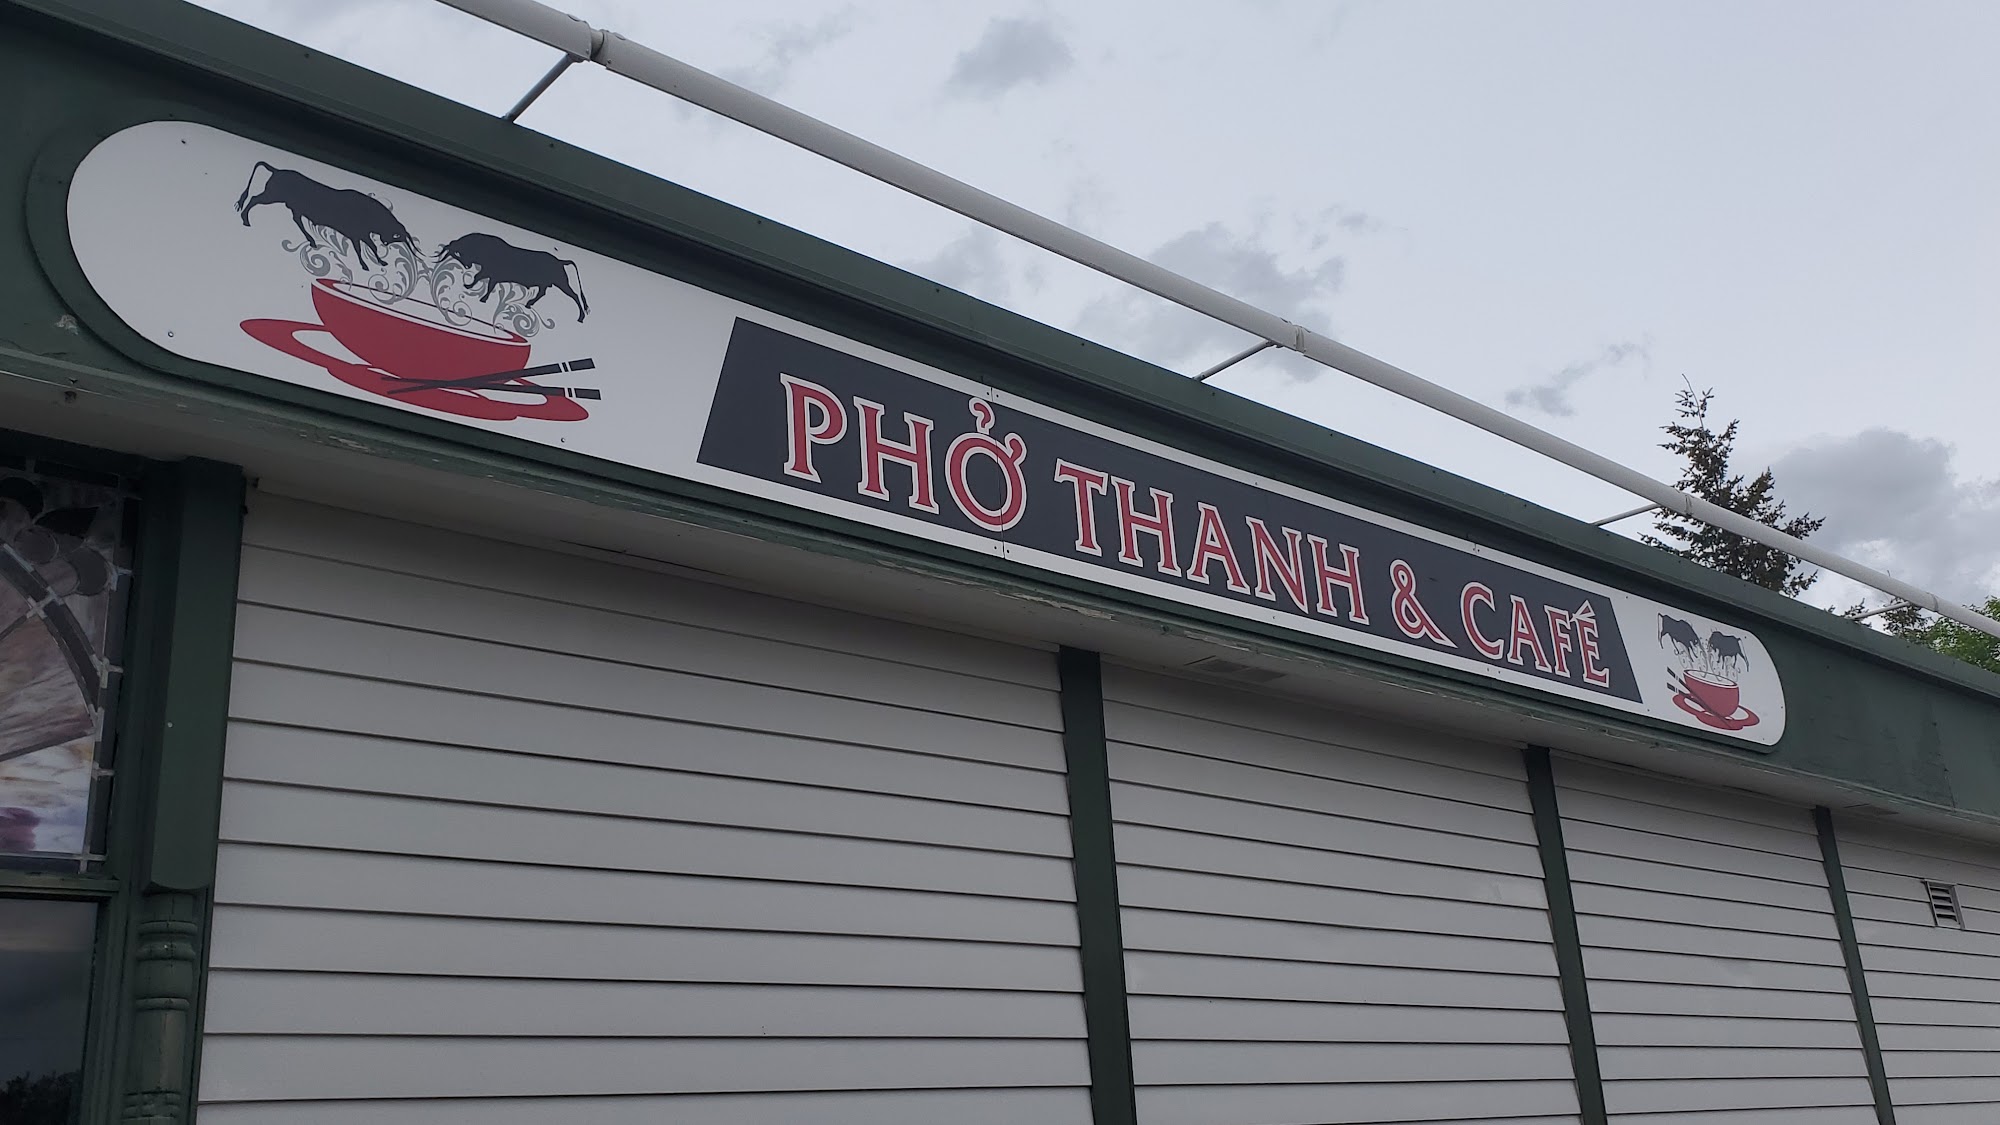 PHỞ THANH & CAFÉ